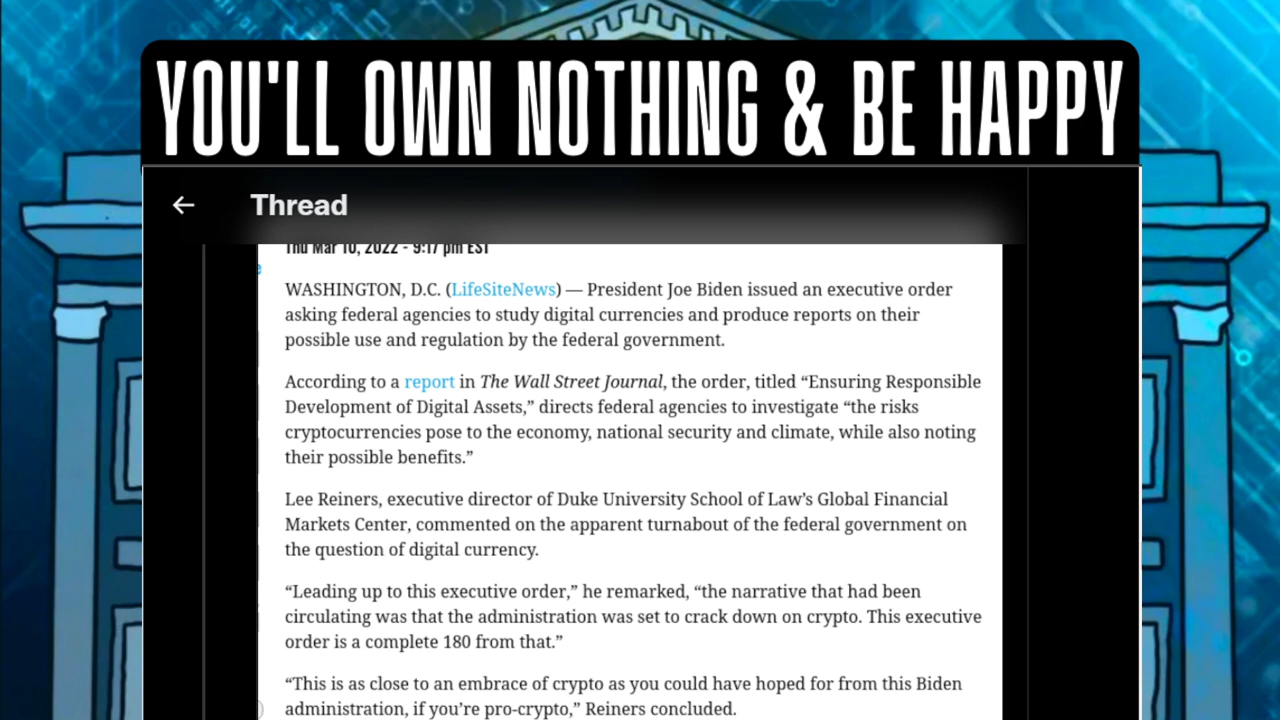 YOU'LL OWN NOTHING & BE HAPPY
Thread
Thu Mar 10, 2022 - 9:17 pm EST
WASHINGTON, D.C. (LifeSiteNews) — President Joe Biden issued an executive order
asking federal agencies to study digital currencies and produce reports on their
possible use and regulation by the federal government.
According to a report in The Wall Street Journal, the order, titled “Ensuring Responsible
Development of Digital Assets,” directs federal agencies to investigate “the risks
cryptocurrencies pose to the economy, national security and climate, while also noting
their possible benefits.”
Lee Reiners, executive director of Duke University School of Law’s Global Financial
Markets Center, commented on the apparent turnabout of the federal government on
the question of digital currency.
“Leading up to this executive order,” he remarked, “the narrative that had been
circulating was that the administration was set to crack down on crypto. This executive
order is a complete 180 from that.”
“This is as close to an embrace of crypto as you could have hoped for from this Biden
administration, if you’re pro-crypto,” Reiners concluded.